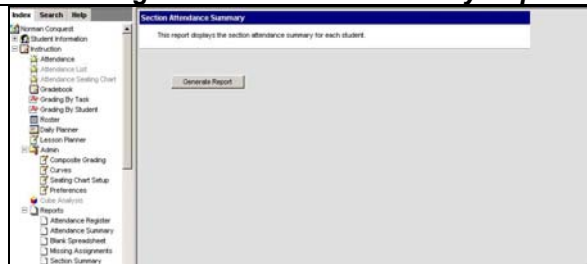 Index Search Help
Section Attendance Summary
This report displays the section attendance summary for each student.
Generate Report
Norman Conquest
Student Information
Instruction
Attendance
Attendance List
Attendance Seating Chart
Gradebook
Grading By Task
Grading By Student
Roster
Daily Planner
Lesson Planner
Admin
Composite Grading
Curves
Seating Chart Setup
Preferences
Cube Analysis
Reports
Attendance Register
Attendance Summary
Blank Spreadsheet
Missing Assignments
Section Summary